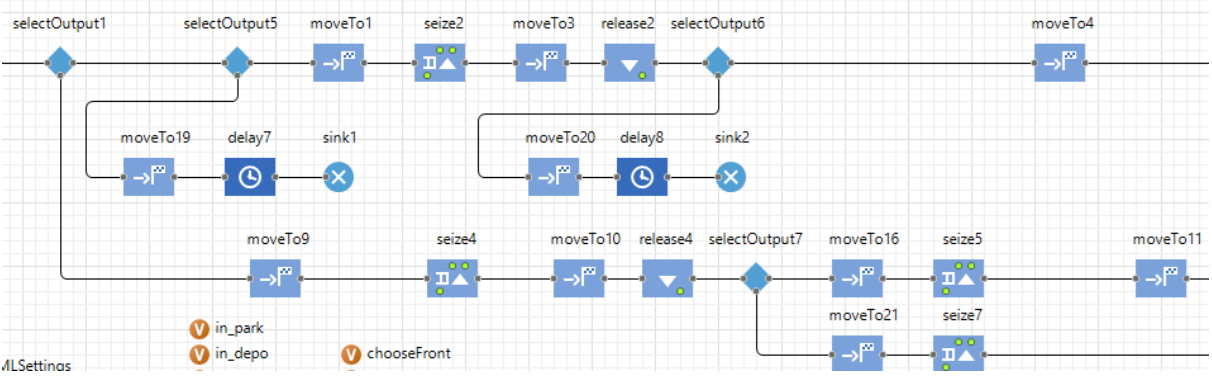 selectOutput1 selectOutput5 moveTo1 seize2 moveTo3 release2 selectOutput6 moveTo4
moveTo19 delay7 sink1 moveTo20 delay8 sink2
moveTo9 seize4 moveTo10 release4 selectOutput7 moveTo16 seize5 moveTo11
moveTo21 seize7
V in_park
V in_depo V chooseFront
MLSettings